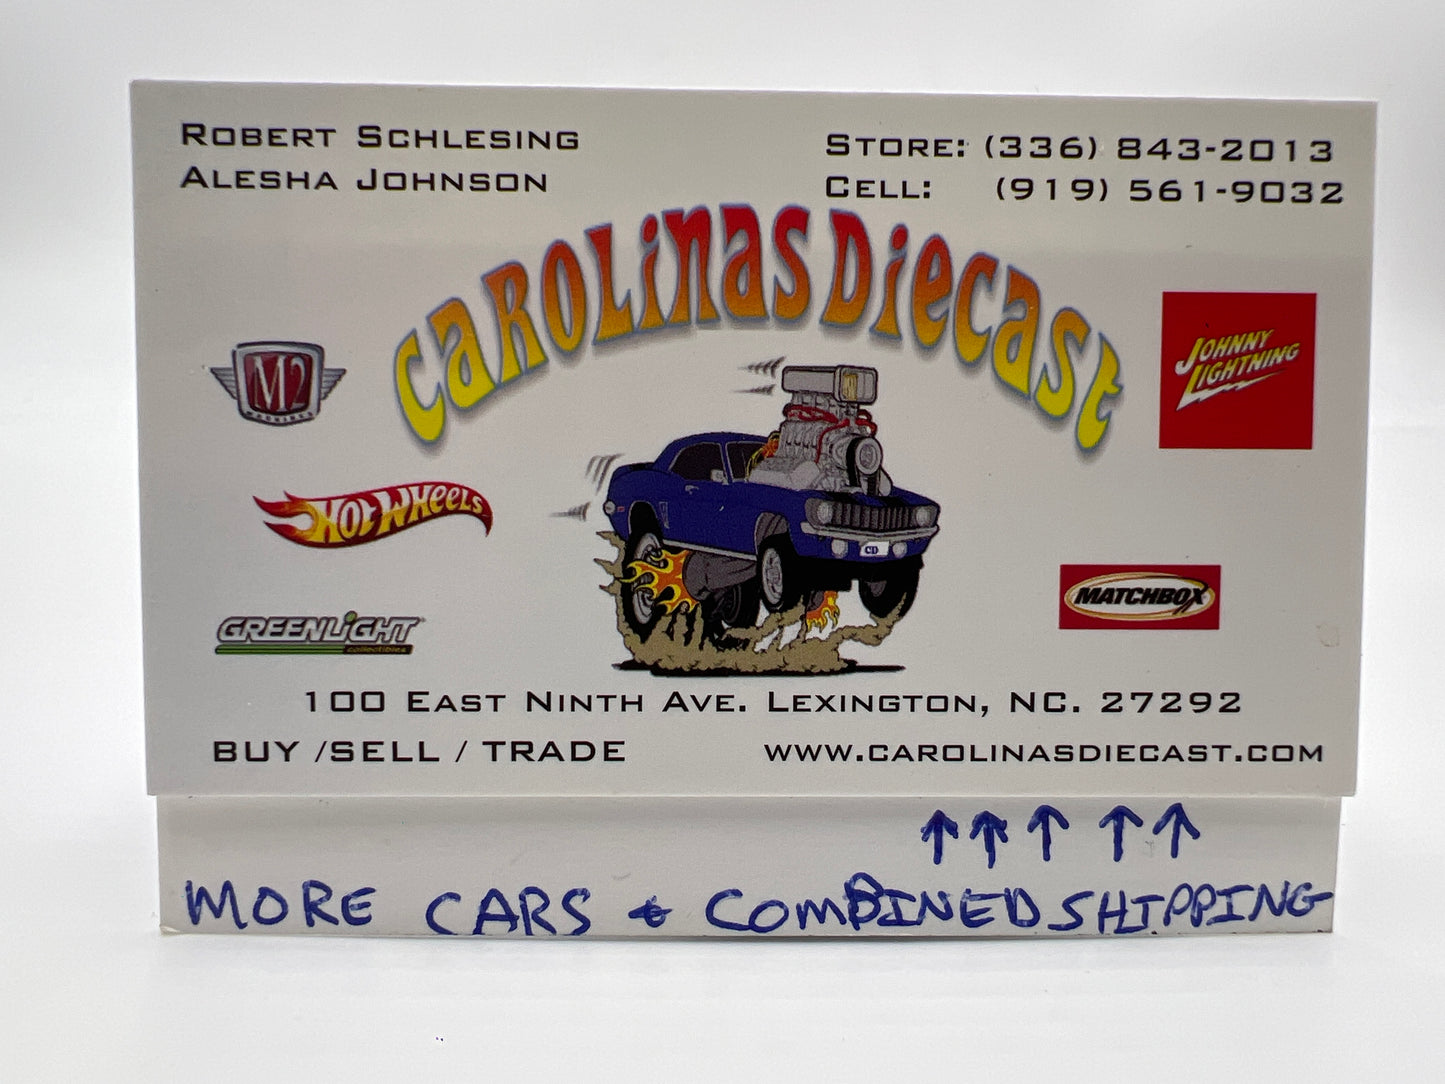 ROBERT SCHLESING
ALESHA JOHNSON
STORE: (336) 843-2013
CELL: (919) 561-9032
CAROLiNAS DiECAST
M2
MACHINES
JOHNNY
LIGHTNING
HOT WHEELS
CD
MATCHBOX
GREENLiGHT
collectibles
100 EAST NINTH AVE. LEXINGTON, NC. 27292
BUY /SELL / TRADE
WWW.CAROLINASDIECAST.COM
↑↑↑↑↑
MORE CARS & COMBINED SHIPPING